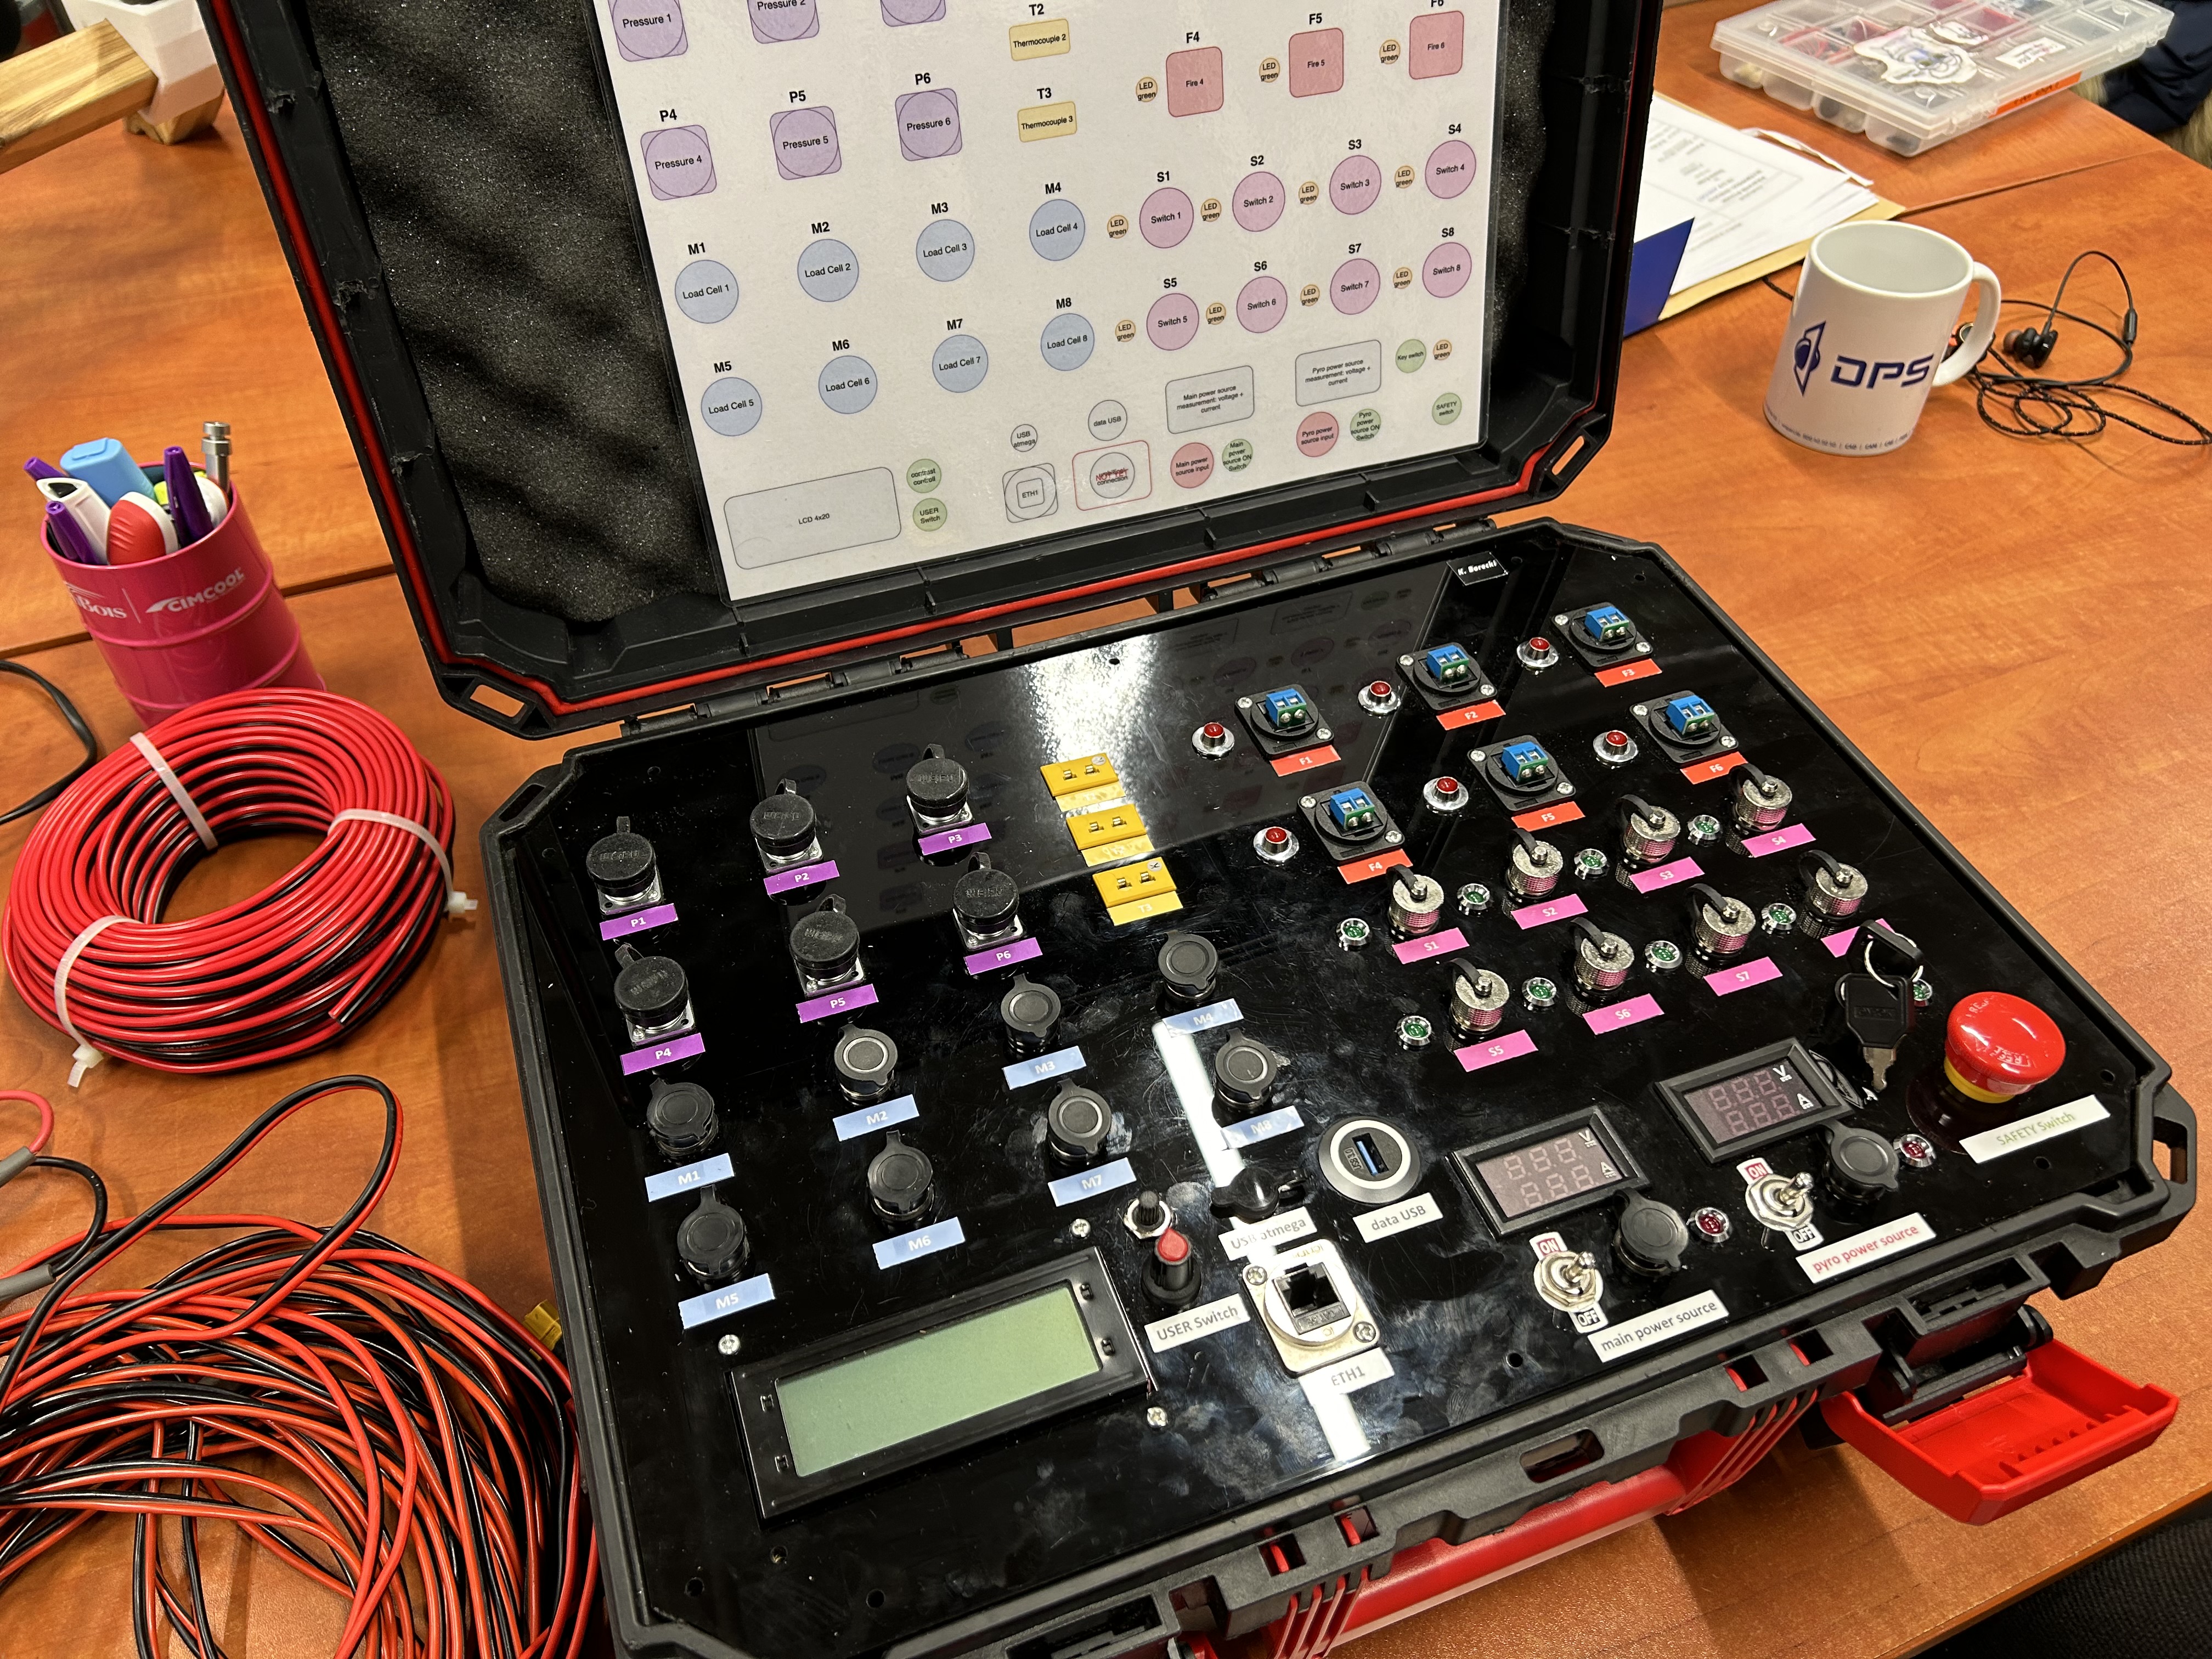 Pressure 1
Pressure 2
T2
Thermocouple 2
F4
Fire 4
F5
Fire 5
F6
Fire 6
LED green
LED green
LED green
P4
Pressure 4
P5
Pressure 5
P6
Pressure 6
T3
Thermocouple 3
M1
Load Cell 1
M2
Load Cell 2
M3
Load Cell 3
M4
Load Cell 4
LED green
S1
Switch 1
LED green
S2
Switch 2
LED green
S3
Switch 3
LED green
S4
Switch 4
M5
Load Cell 5
M6
Load Cell 6
M7
Load Cell 7
M8
Load Cell 8
LED green
S5
Switch 5
LED green
S6
Switch 6
LED green
S7
Switch 7
LED green
S8
Switch 8
LCD 4x20
contrast controll
USER Switch
USB atmega
ETH1
data USB
connection
Main power source
measurement: voltage +
current
Main power source input
Main power source ON Switch
Pyro power source
measurement: voltage +
current
Pyro power source input
Pyro power source ON Switch
Key switch
LED green
SAFETY switch
DPS
BOIS
CIMCOOL
K. Borecki
F1
F2
F3
F4
F5
F6
P1
P2
P3
P4
P5
P6
T3
S1
S2
S3
S4
S5
S6
S7
M1
M2
M3
M4
M5
M6
M7
M8
USB atmega
data USB
USER Switch
ETH1
V
A
V
A
ON
OFF
main power source
ON
OFF
pyro power source
SAFETY Switch